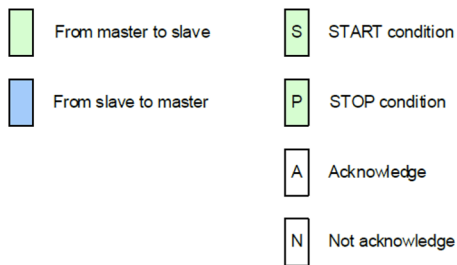 From master to slave
S START condition
From slave to master
P STOP condition
A Acknowledge
N Not acknowledge